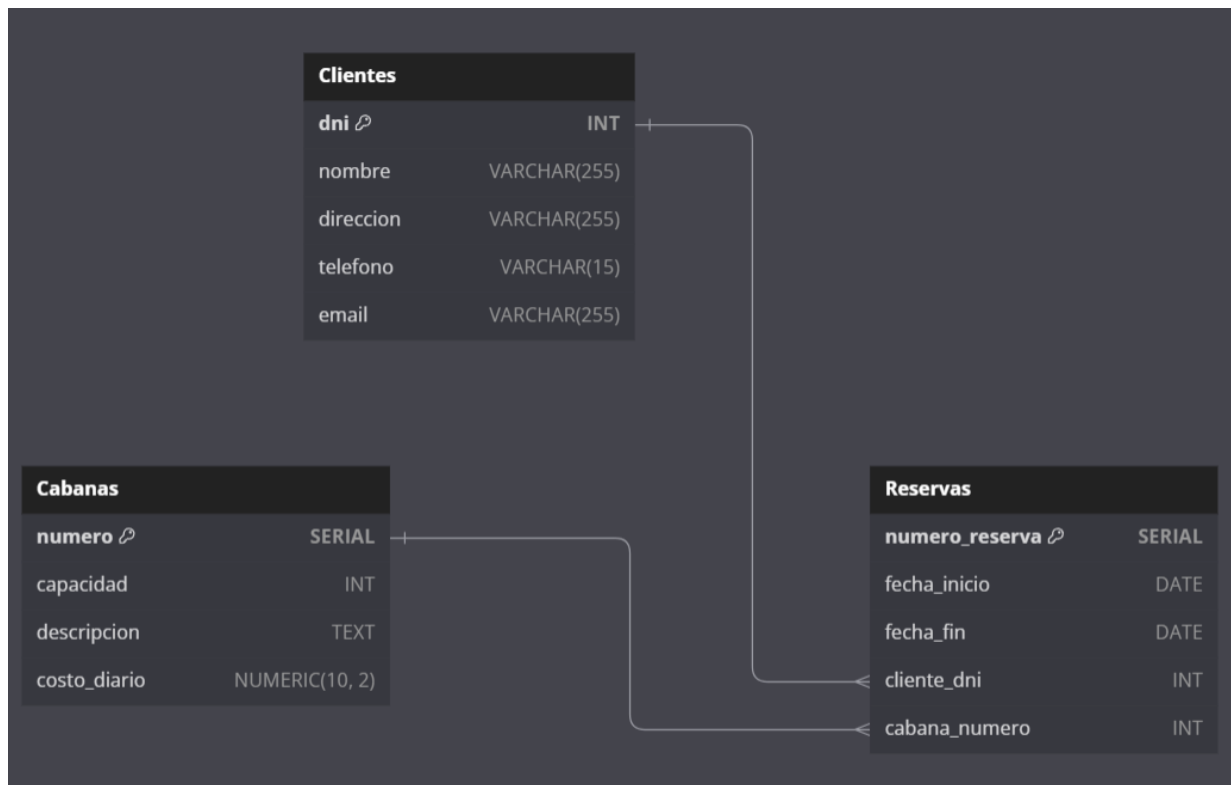 Clientes
dni INT
nombre VARCHAR(255)
direccion VARCHAR(255)
telefono VARCHAR(15)
email VARCHAR(255)
Cabanas
numero SERIAL
capacidad INT
descripcion TEXT
costo_diario NUMERIC(10, 2)
Reservas
numero_reserva SERIAL
fecha_inicio DATE
fecha_fin DATE
cliente_dni INT
cabana_numero INT